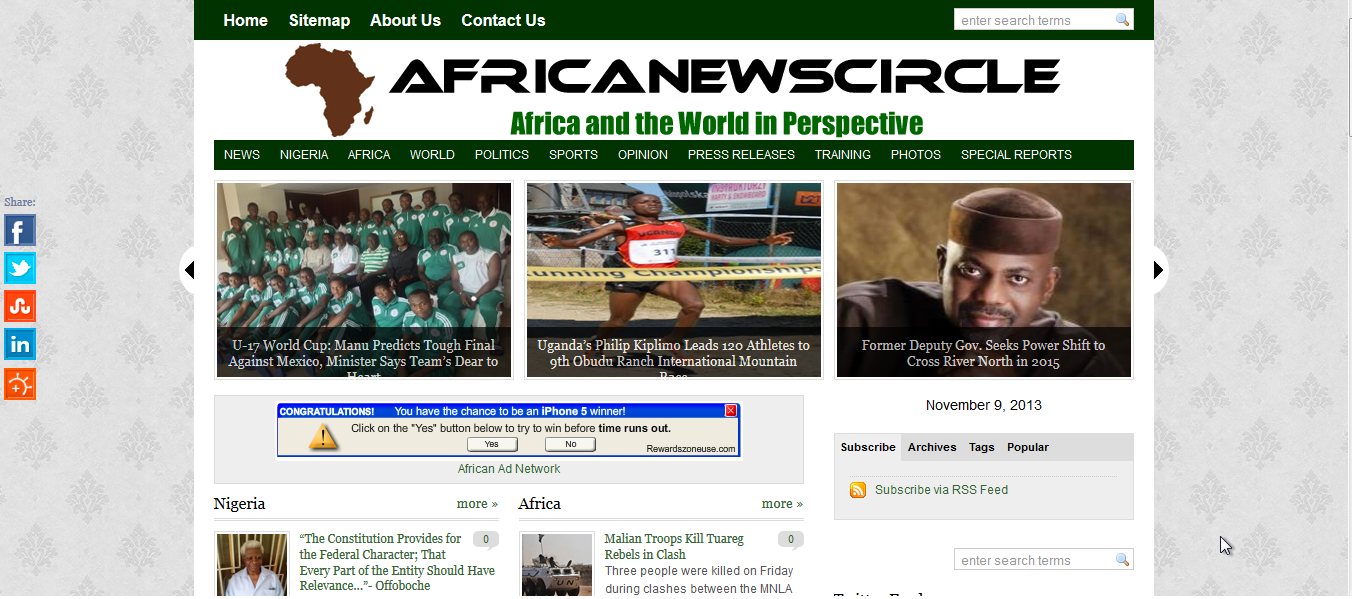 Home Sitemap About Us Contact Us
enter search terms
AFRICANEWSCIRCLE
Africa and the World in Perspective
NEWS NIGERIA AFRICA WORLD POLITICS SPORTS OPINION PRESS RELEASES TRAINING PHOTOS SPECIAL REPORTS
Share:
f
in
UGANDA
311
unning Championships
U-17 World Cup: Manu Predicts Tough Final
Against Mexico, Minister Says Team's Dear to
Heart
Uganda's Philip Kiplimo Leads 120 Athletes to
9th Obudu Ranch International Mountain
Race
Former Deputy Gov. Seeks Power Shift to
Cross River North in 2015
CONGRATULATIONS! You have the chance to be an iPhone 5 winner!
Click on the "Yes" button below to try to win before time runs out.
Yes No
Rewardszoneuse.com
African Ad Network
November 9, 2013
Subscribe Archives Tags Popular
Subscribe via RSS Feed
enter search terms
Nigeria more »
“The Constitution Provides for
the Federal Character; That
Every Part of the Entity Should Have
Relevance…”- Offoboche
0
Africa more »
Malian Troops Kill Tuareg
Rebels in Clash
0
Three people were killed on Friday
during clashes between the MNLA
UN